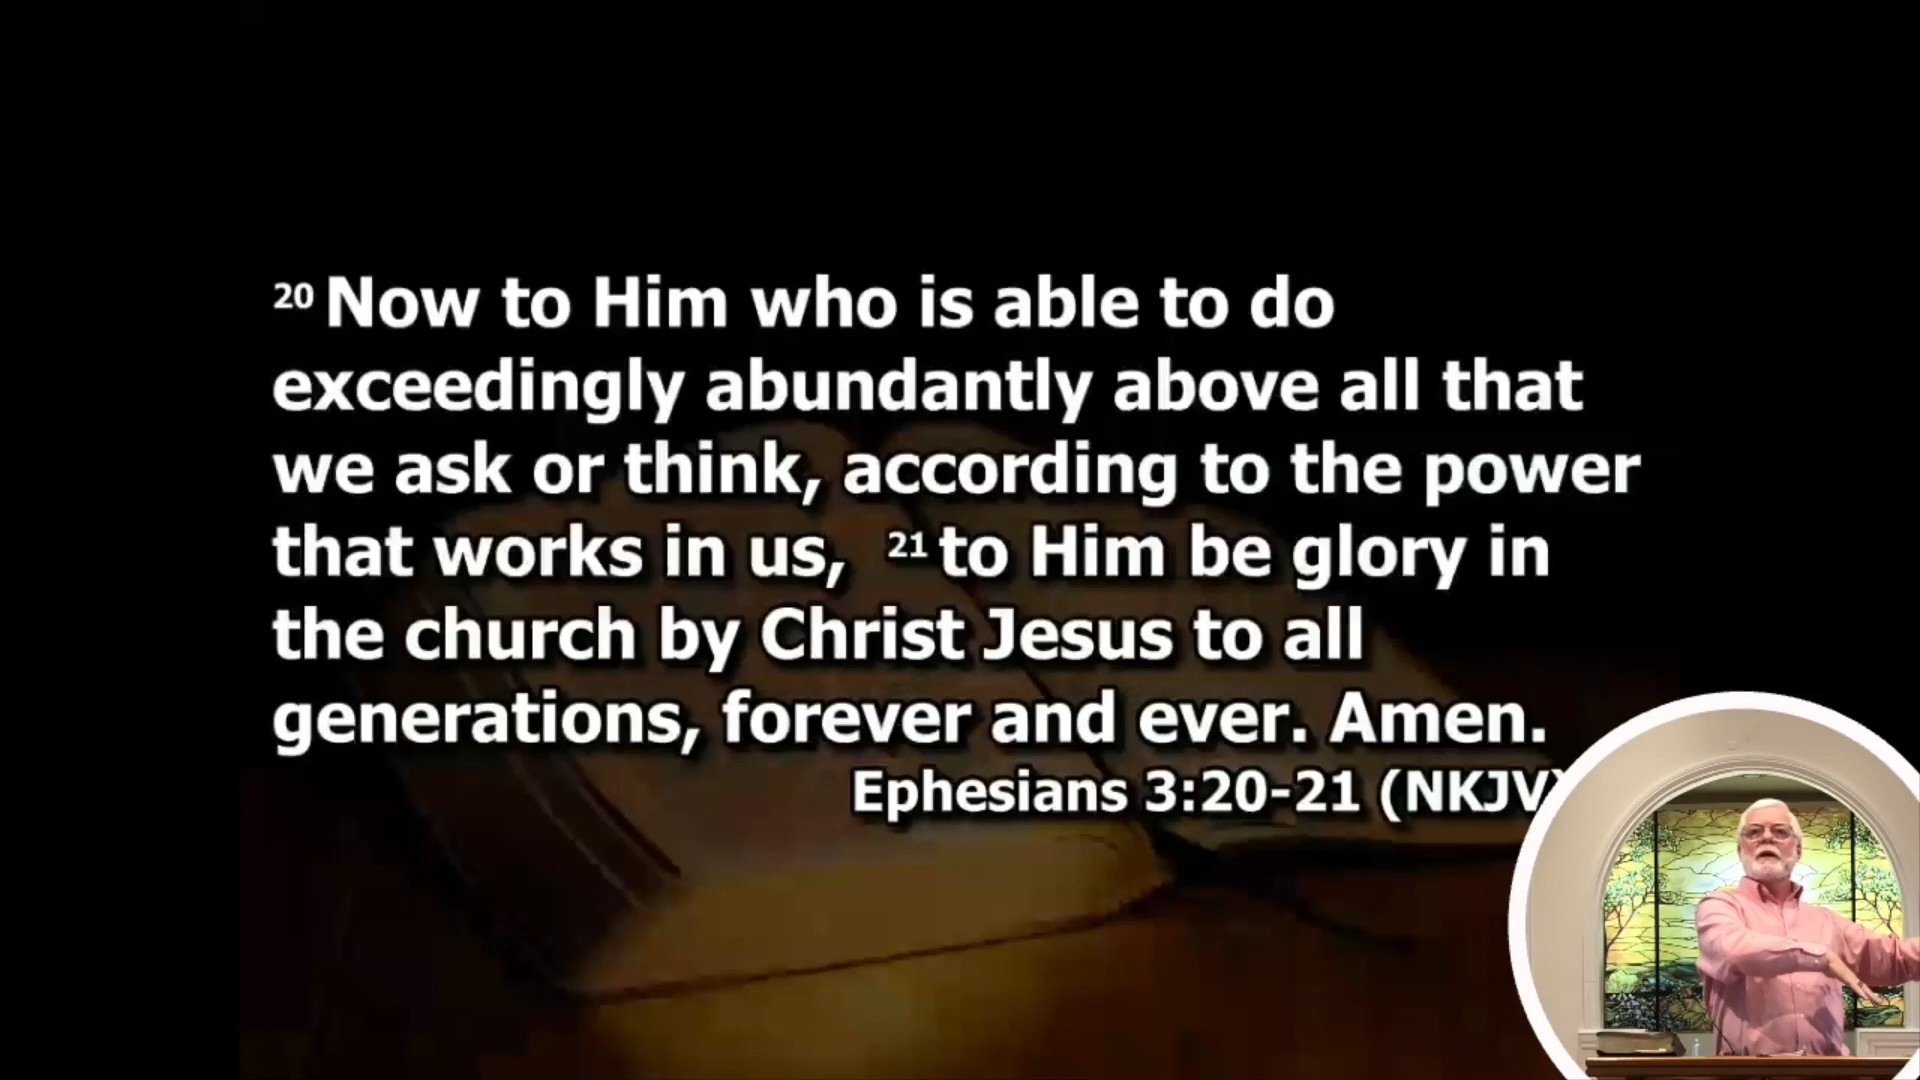 20 Now to Him who is able to do
exceedingly abundantly above all that
we ask or think, according to the power
that works in us, 21 to Him be glory in
the church by Christ Jesus to all
generations, forever and ever. Amen.
Ephesians 3:20-21 (NKJV)